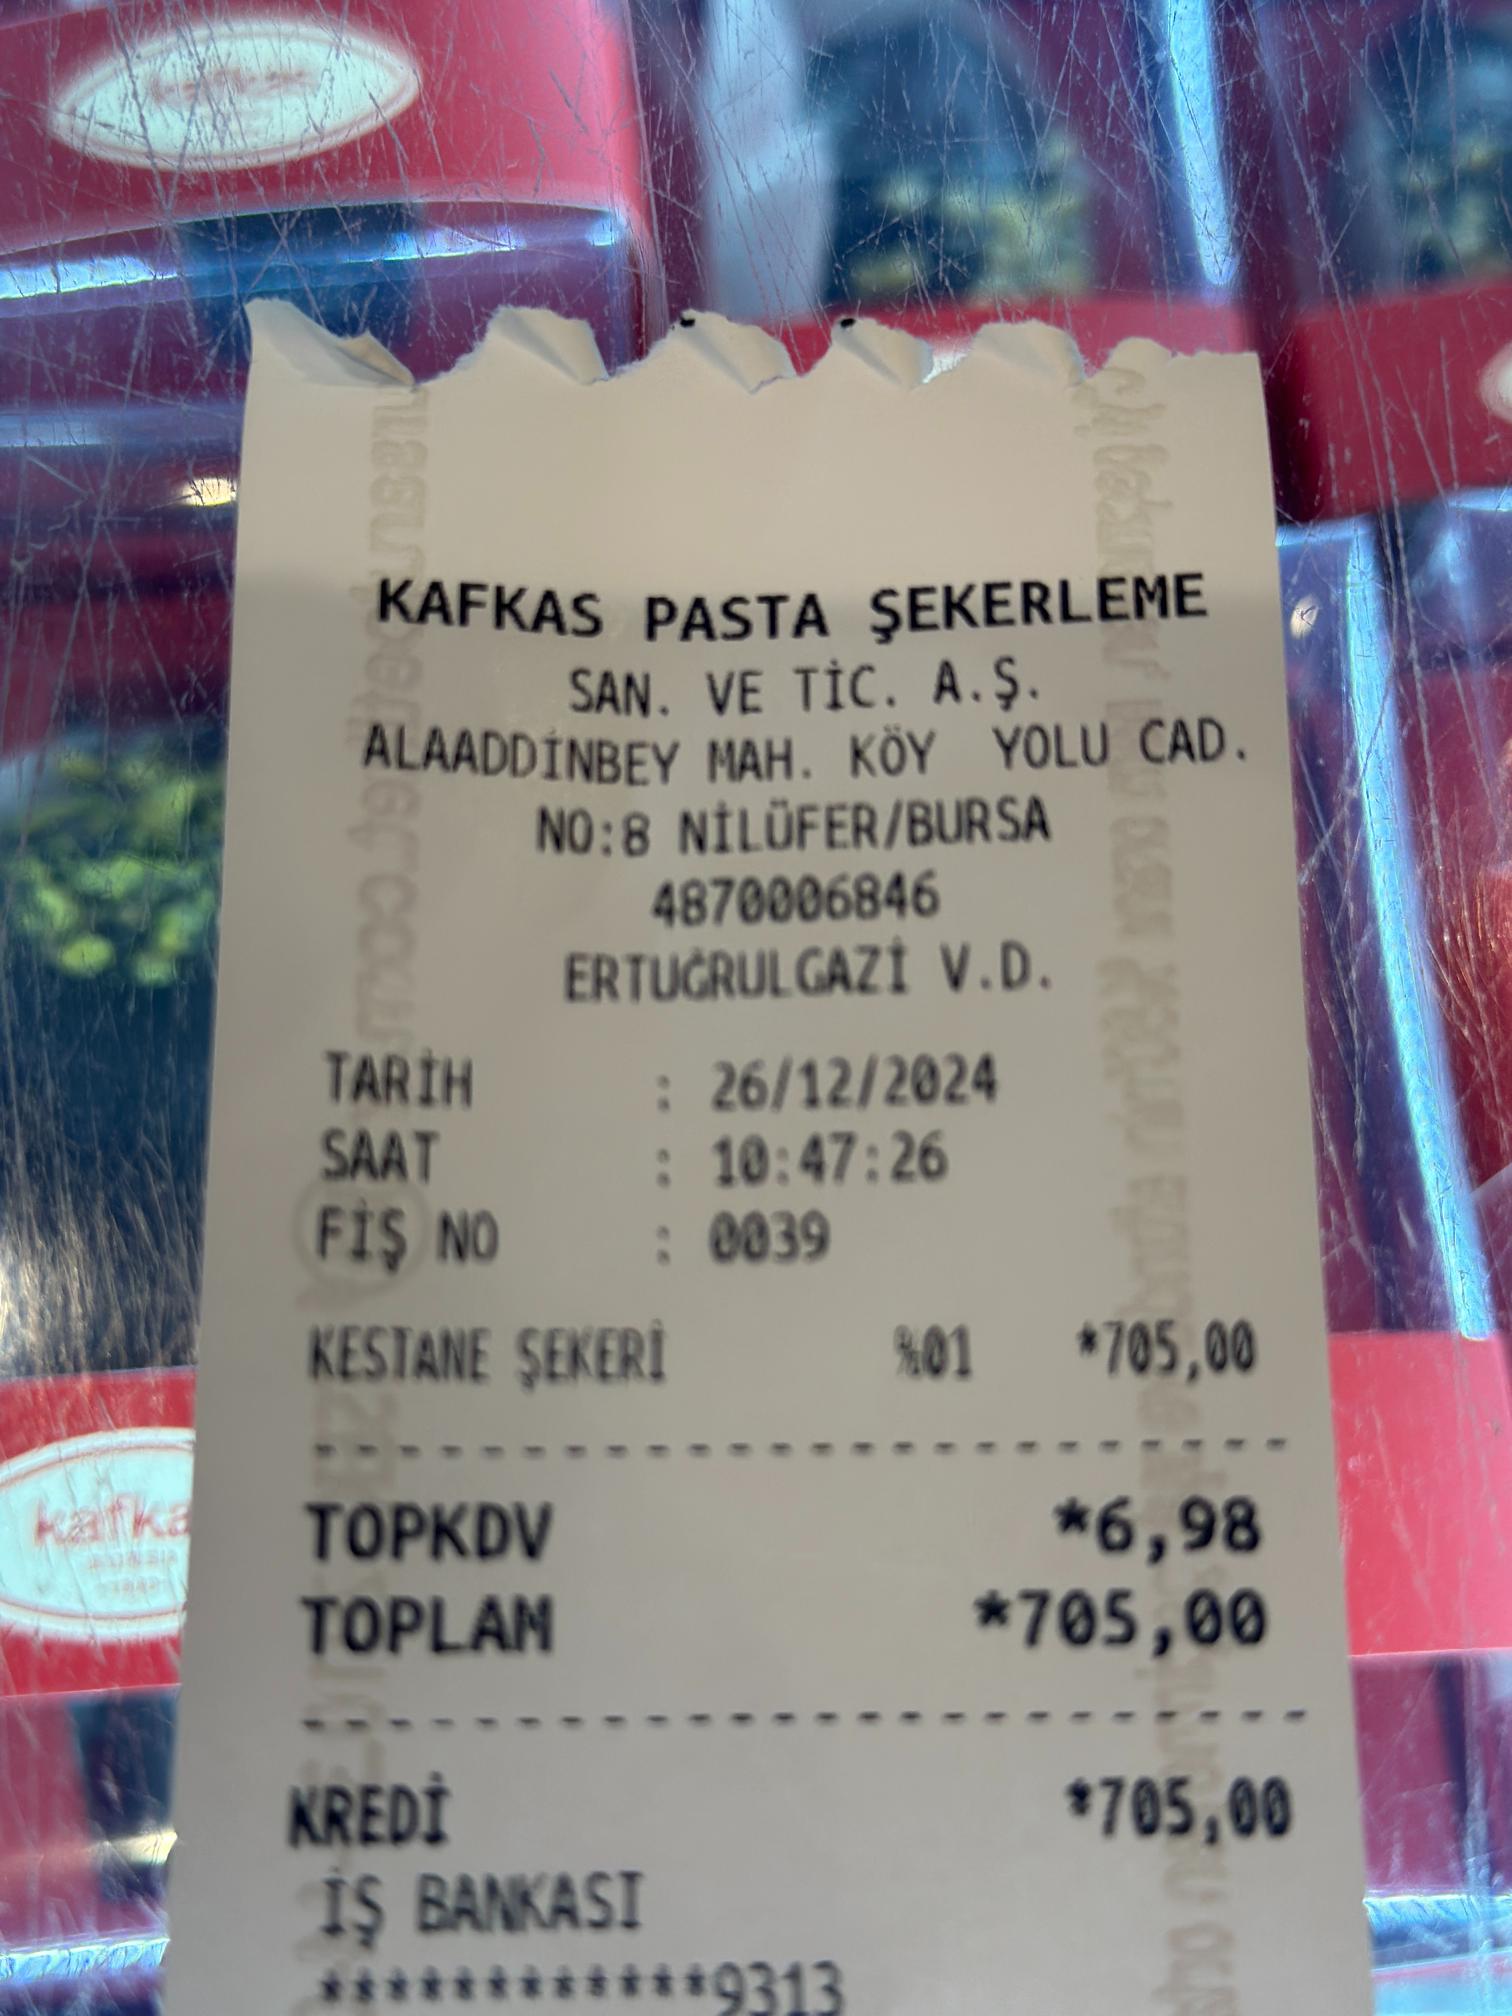 KAFKAS PASTA ŞEKERLEME
SAN. VE TİC. A.Ş.
ALAADDİNBEY MAH. KÖY YOLU CAD.
NO:8 NİLÜFER/BURSA
4870006846
ERTUĞRULGAZİ V.D.
TARİH : 26/12/2024
SAAT : 10:47:26
FİŞ NO : 0039
KESTANE ŞEKERİ %01 *705,00
TOPKDV *6,98
TOPLAM *705,00
KREDİ *705,00
İŞ BANKASI
************9313
kafka